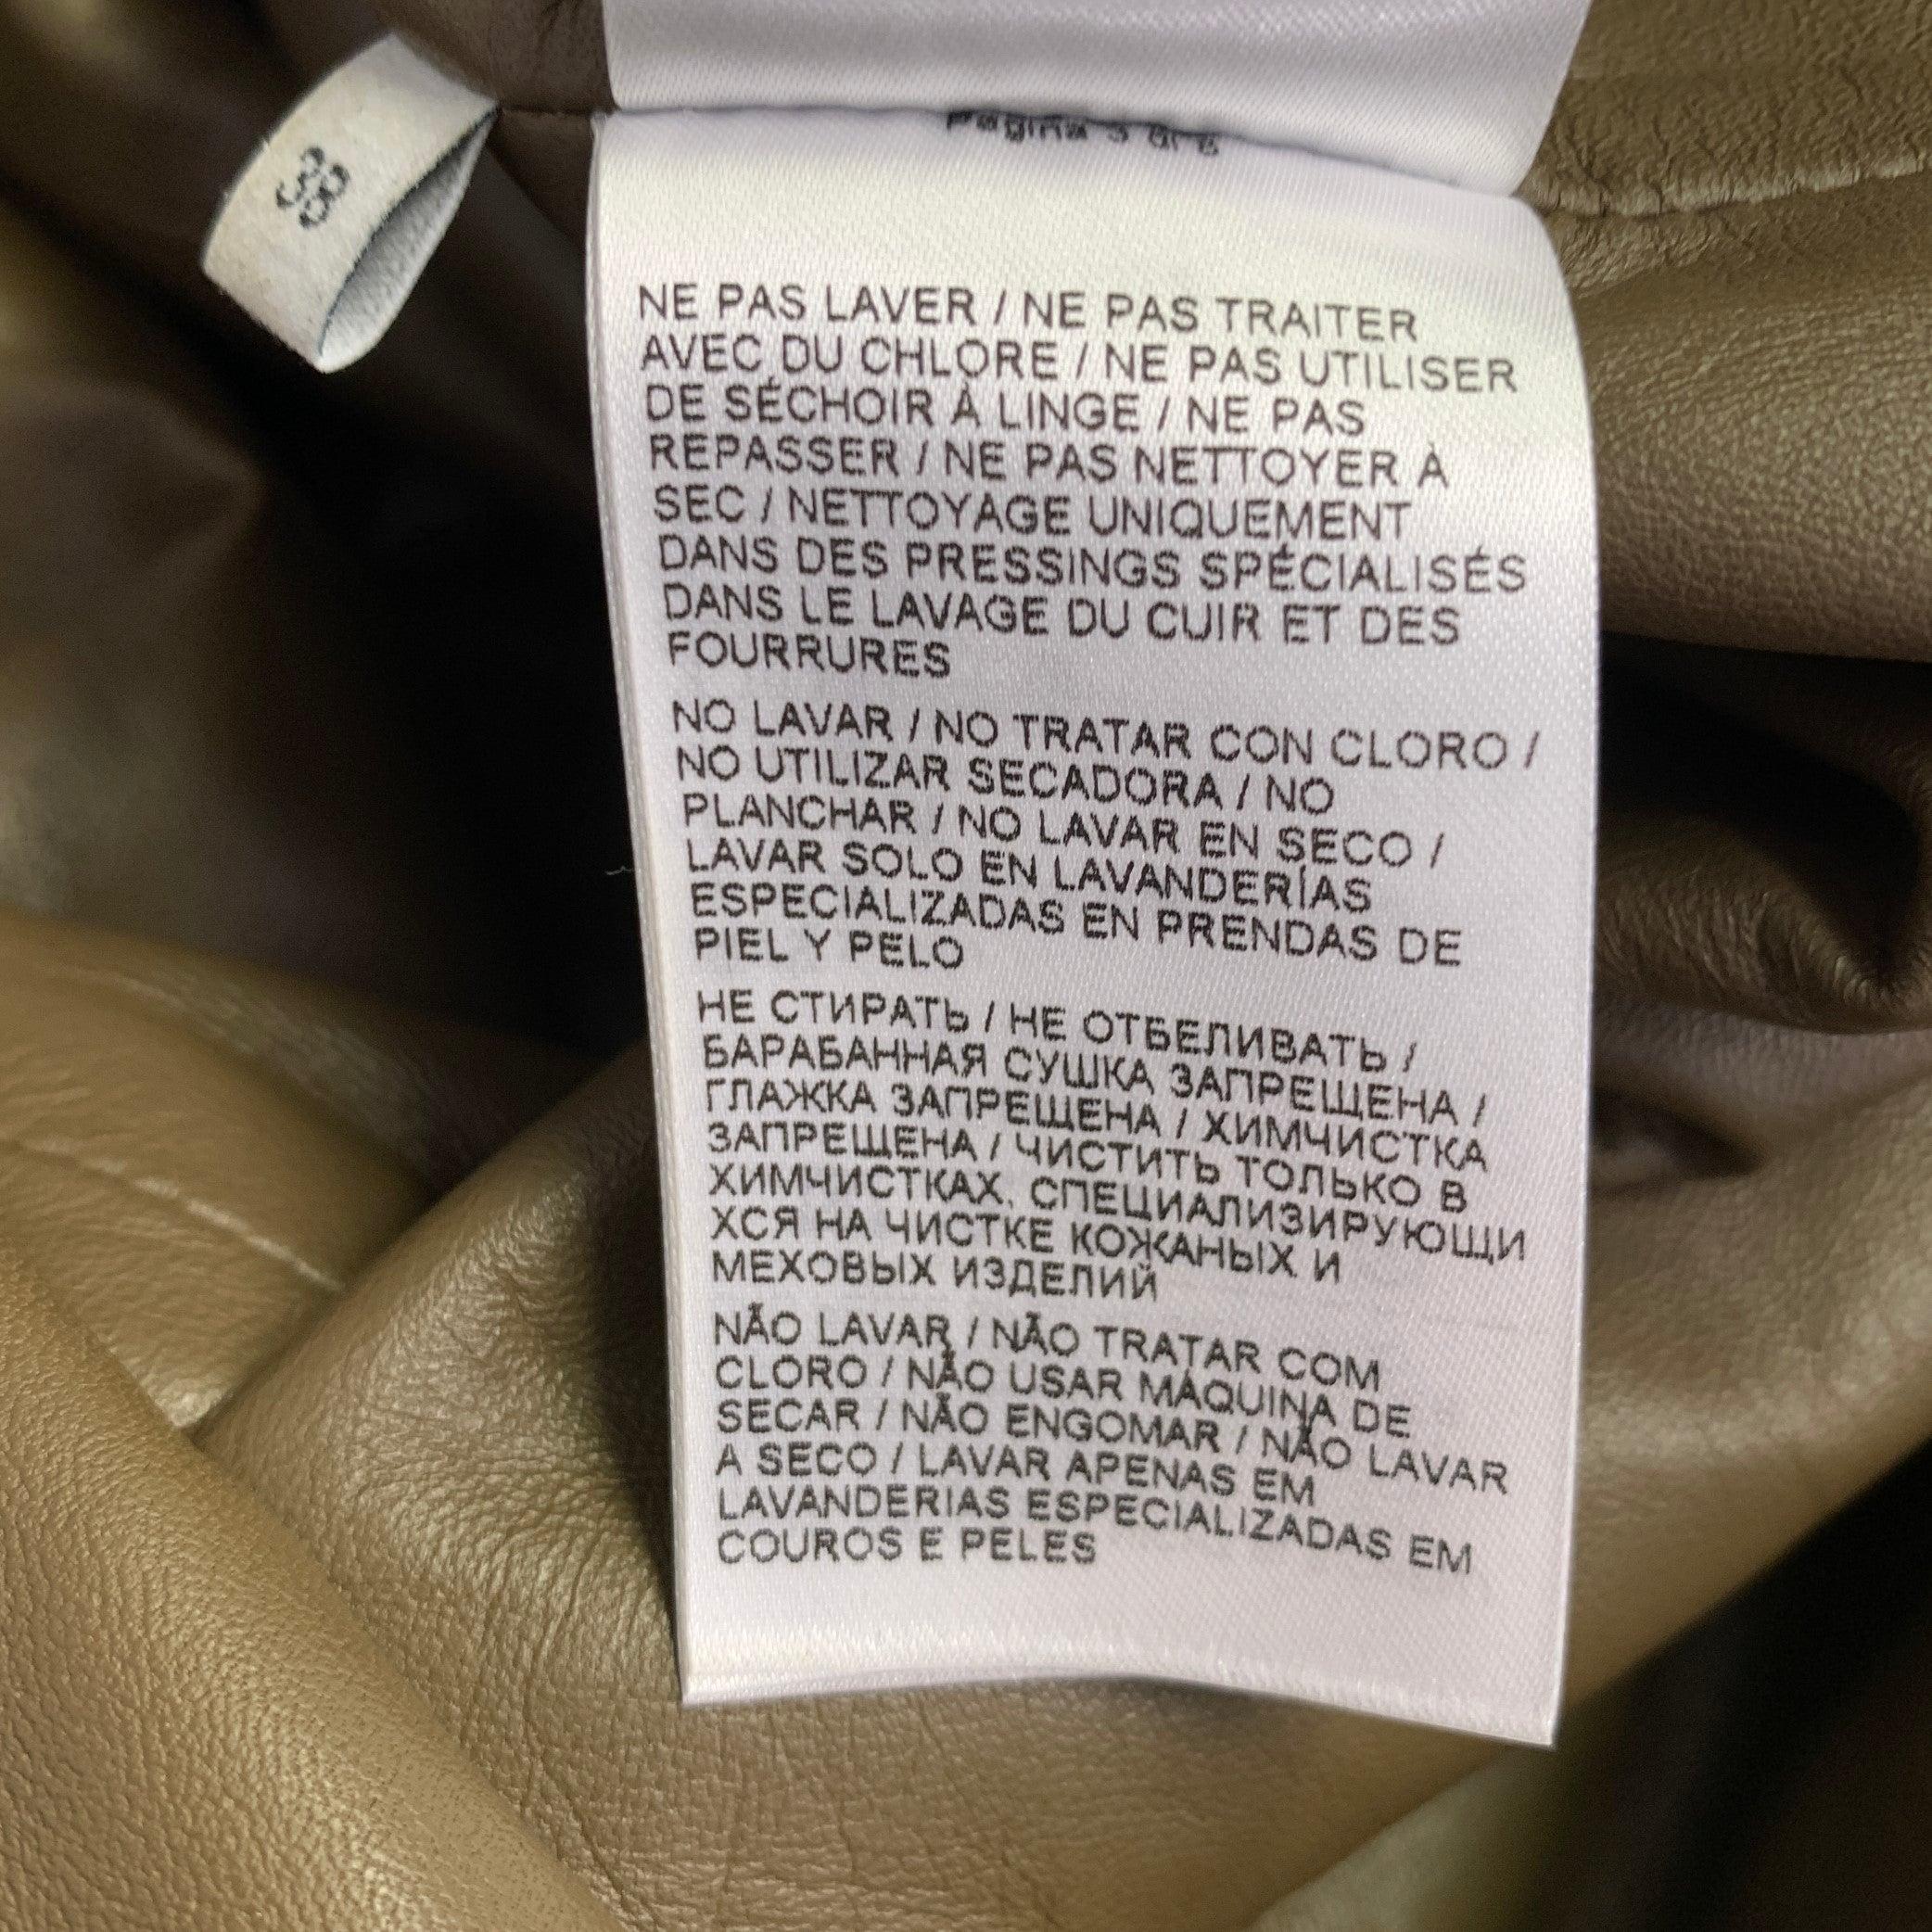 38
Pagina 5 di 6
NE PAS LAVER / NE PAS TRAITER
AVEC DU CHLORE / NE PAS UTILISER
DE SÉCHOIR À LINGE / NE PAS
REPASSER / NE PAS NETTOYER À
SEC / NETTOYAGE UNIQUEMENT
DANS DES PRESSINGS SPÉCIALISÉS
DANS LE LAVAGE DU CUIR ET DES
FOURRURES
NO LAVAR / NO TRATAR CON CLORO /
NO UTILIZAR SECADORA / NO
PLANCHAR / NO LAVAR EN SECO /
LAVAR SOLO EN LAVANDERÍAS
ESPECIALIZADAS EN PRENDAS DE
PIEL Y PELO
НЕ СТИРАТЬ / НЕ ОТБЕЛИВАТЬ /
БАРАБАННАЯ СУШКА ЗАПРЕЩЕНА /
ГЛАЖКА ЗАПРЕЩЕНА / ХИМЧИСТКА
ЗАПРЕЩЕНА / ЧИСТИТЬ ТОЛЬКО В
ХИМЧИСТКАХ, СПЕЦИАЛИЗИРУЮЩИ
ХСЯ НА ЧИСТКЕ КОЖАНЫХ И
МЕХОВЫХ ИЗДЕЛИЙ
NÃO LAVAR / NÃO TRATAR COM
CLORO / NÃO USAR MÁQUINA DE
SECAR / NÃO ENGOMAR / NÃO LAVAR
A SECO / LAVAR APENAS EM
LAVANDERIAS ESPECIALIZADAS EM
COUROS E PELES